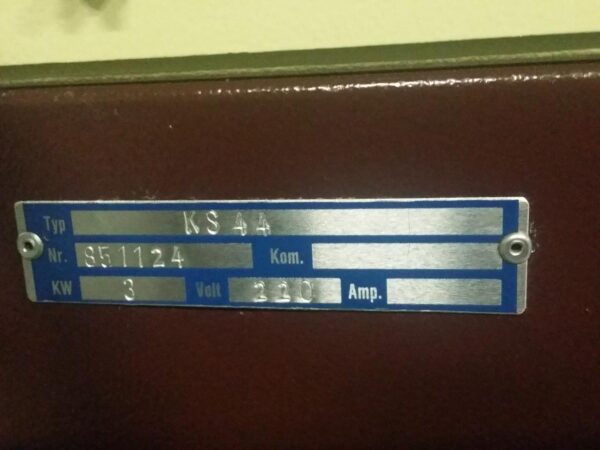 Typ KS 44
Nr. 851124 Kom.
KW 3 Volt 220 Amp.